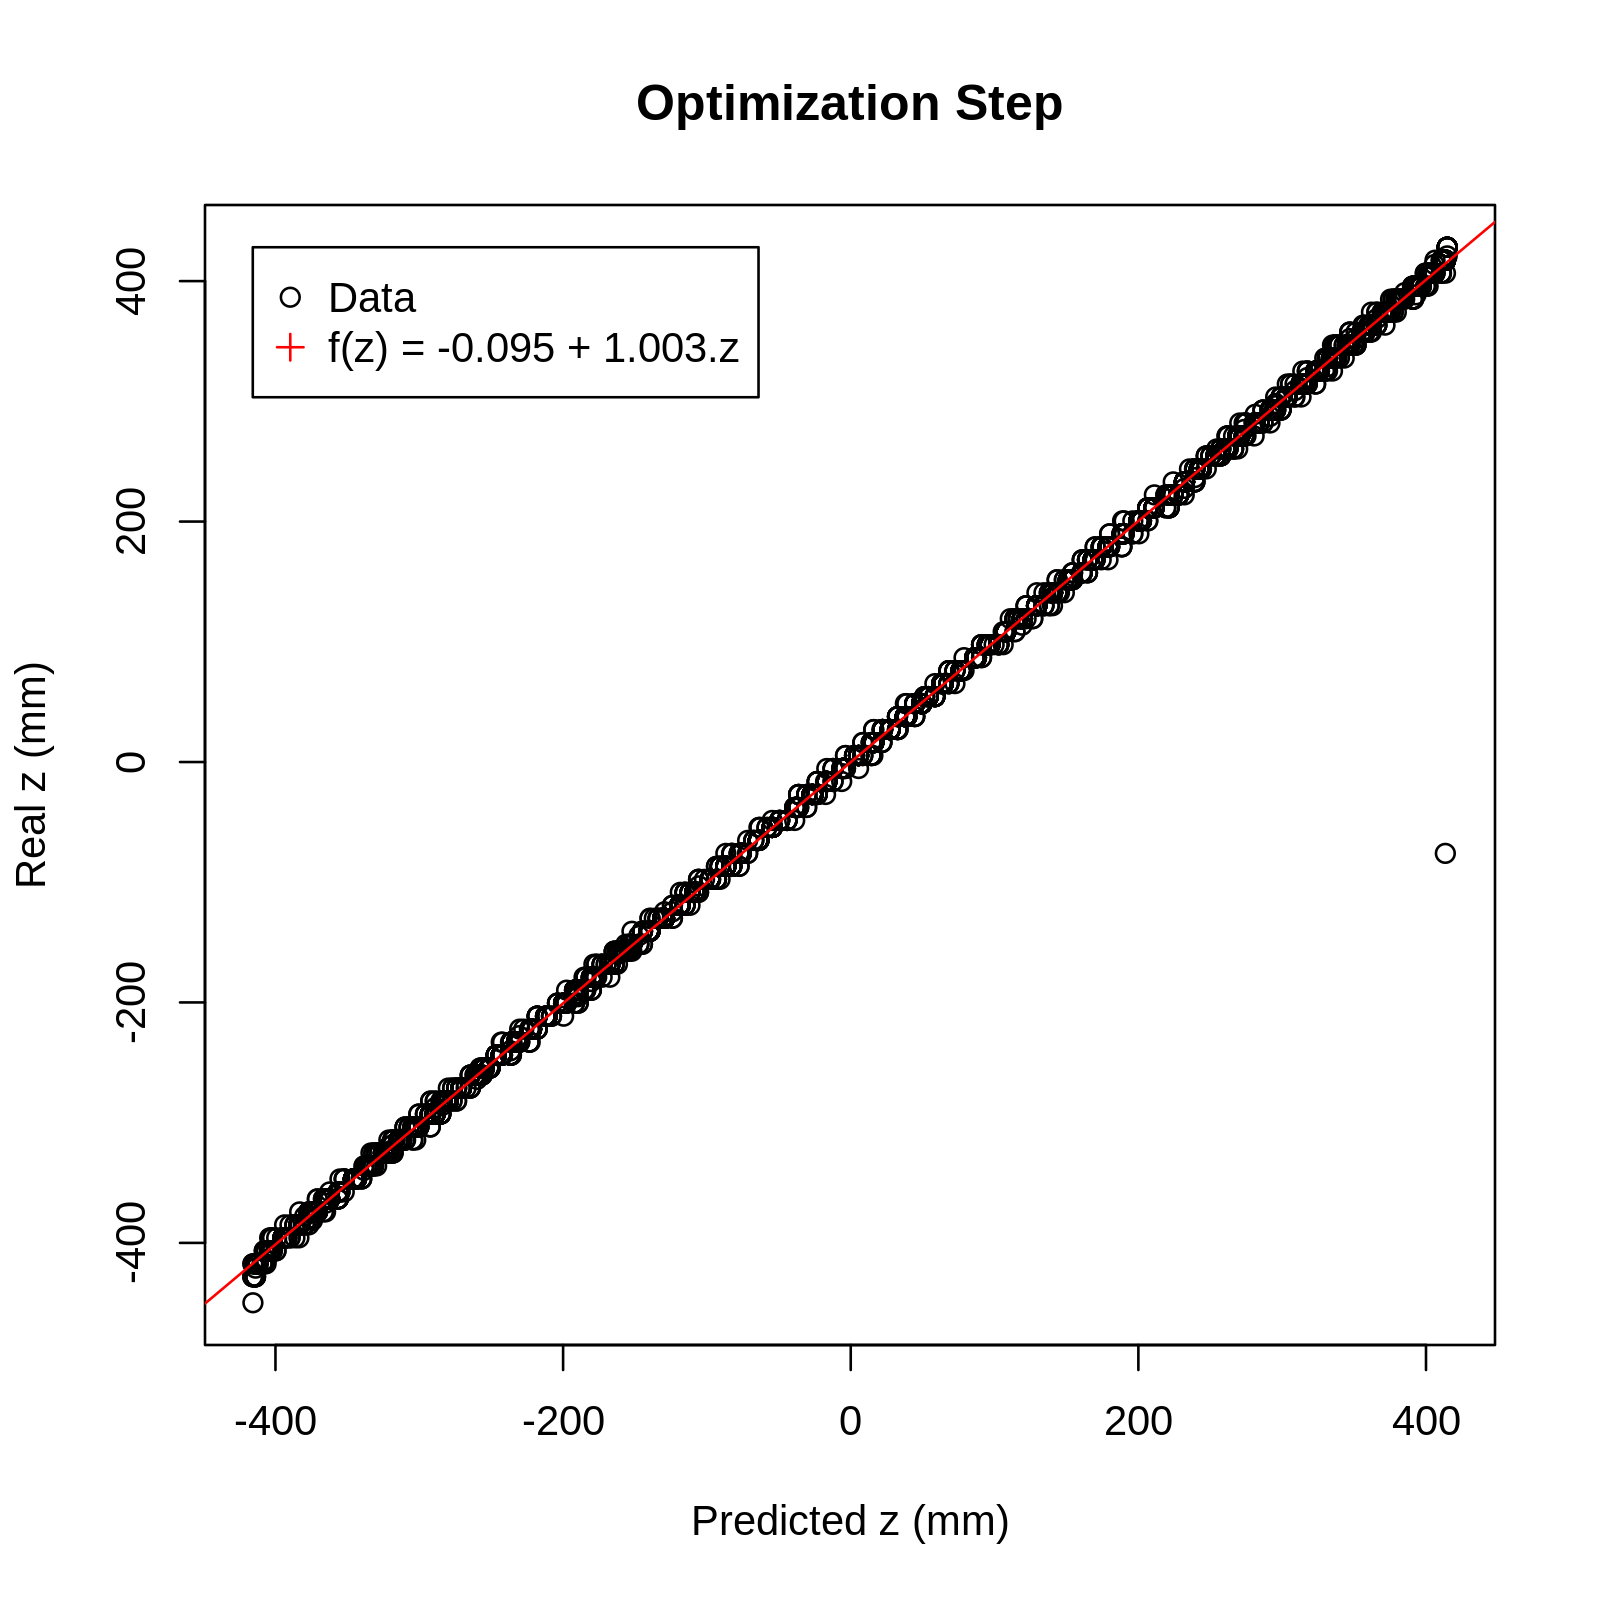 Optimization Step
Data
f(z) = -0.095 + 1.003.z
400
200
0
-200
-400
Real z (mm)
-400
-200
0
200
400
Predicted z (mm)